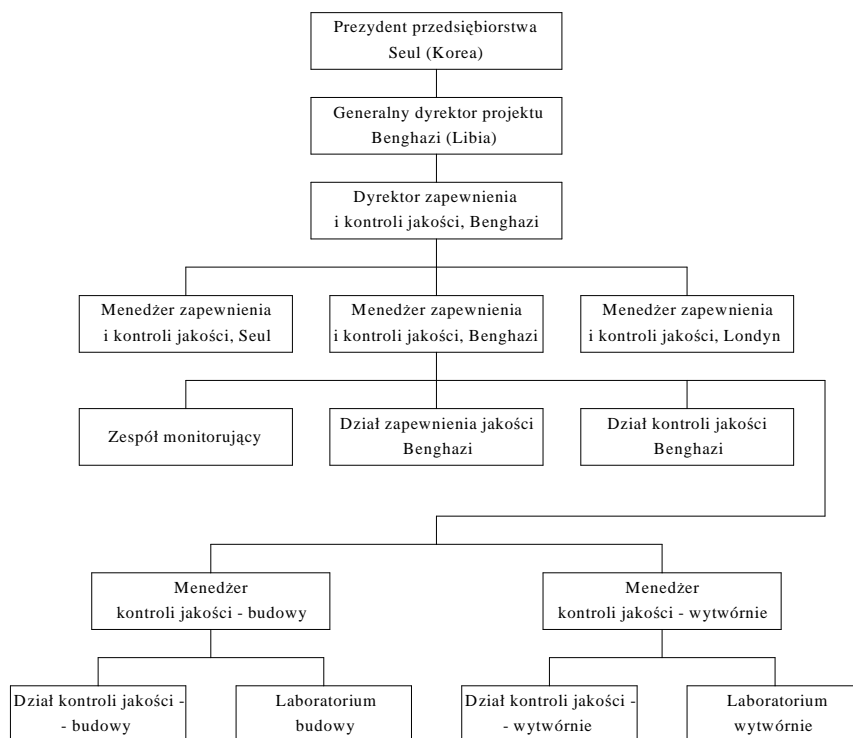 Prezydent przedsiębiorstwa
Seul (Korea)
Generalny dyrektor projektu
Benghazi (Libia)
Dyrektor zapewnienia
i kontroli jakości, Benghazi
Menedżer zapewnienia
i kontroli jakości, Seul
Menedżer zapewnienia
i kontroli jakości, Benghazi
Menedżer zapewnienia
i kontroli jakości, Londyn
Zespół monitorujący
Dział zapewnienia jakości
Benghazi
Dział kontroli jakości
Benghazi
Menedżer
kontroli jakości - budowy
Menedżer
kontroli jakości - wytwórnie
Dział kontroli jakości -
- budowy
Laboratorium
budowy
Dział kontroli jakości -
- wytwórnie
Laboratorium
wytwórnie